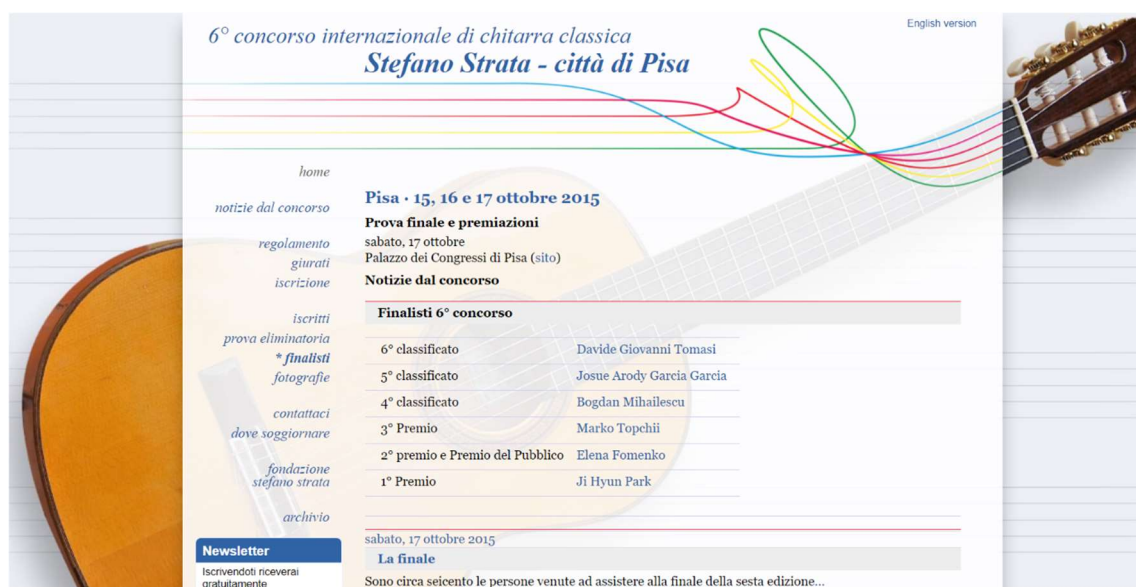 English version
6° concorso internazionale di chitarra classica
Stefano Strata - città di Pisa
home
notizie dal concorso
regolamento
giurati
iscrizione
iscritti
prova eliminatoria
* finalisti
fotografie
contattaci
dove soggiornare
fondazione
stefano strata
archivio
Newsletter
Iscrivendoti riceverai
gratuitamente
Pisa · 15, 16 e 17 ottobre 2015
Prova finale e premiazioni
sabato, 17 ottobre
Palazzo dei Congressi di Pisa (sito)
Notizie dal concorso
Finalisti 6° concorso
6° classificato Davide Giovanni Tomasi
5° classificato Josue Arody Garcia Garcia
4° classificato Bogdan Mihailescu
3° Premio Marko Topchii
2° premio e Premio del Pubblico Elena Fomenko
1° Premio Ji Hyun Park
sabato, 17 ottobre 2015
La finale
Sono circa seicento le persone venute ad assistere alla finale della sesta edizione...